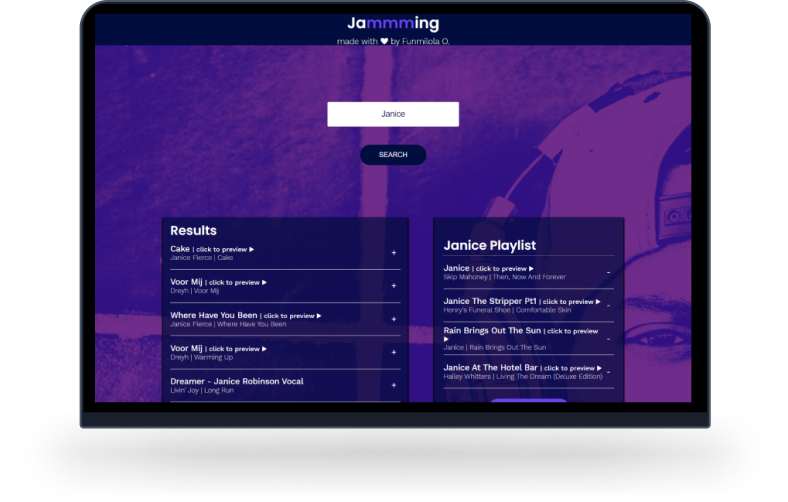 Jammming
made with ♥ by Funmilola O.
Janice
SEARCH
Results
Cake | click to preview ▶
Janice Fierce | Cake
+
Voor Mij | click to preview ▶
Dreyh | Voor Mij
+
Where Have You Been | click to preview ▶
Janice Fierce | Where Have You Been
+
Voor Mij | click to preview ▶
Dreyh | Warming Up
+
Dreamer - Janice Robinson Vocal
Livin' Joy | Long Run
+
Janice Playlist
Janice | click to preview ▶
Skip Mahoney | Then, Now And Forever
-
Janice The Stripper Pt1 | click to preview ▶
Henry's Funeral Shoe | Comfortable Skin
-
Rain Brings Out The Sun | click to preview
▶
Janice | Rain Brings Out The Sun
-
Janice At The Hotel Bar | click to preview ▶
Hailey Whitters | Living The Dream (Deluxe Edition)
-